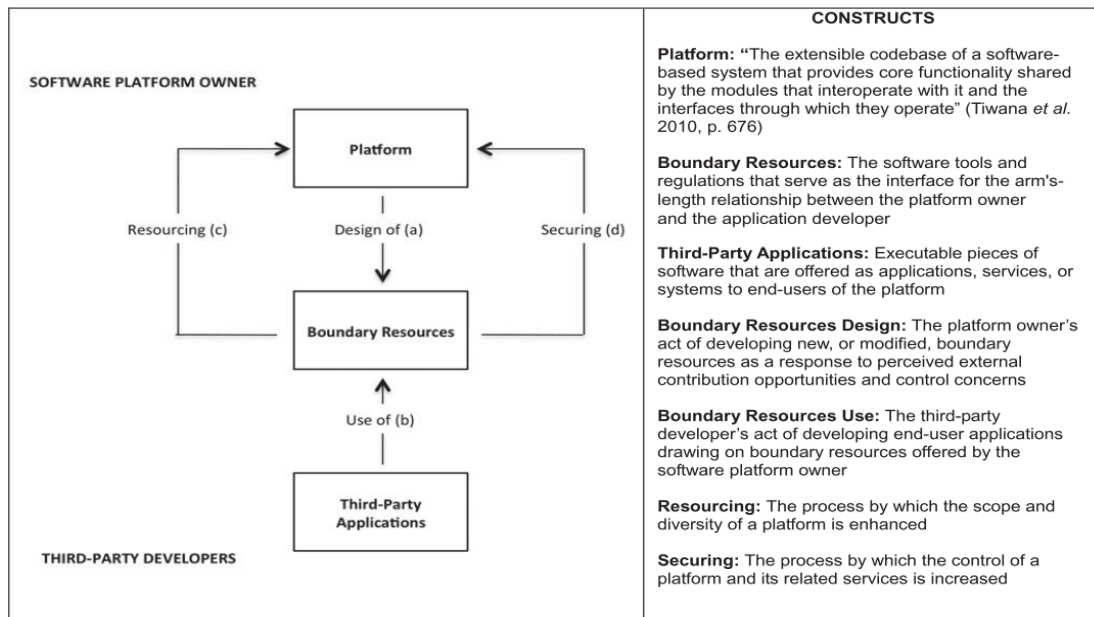 SOFTWARE PLATFORM OWNER
Platform
Resourcing (c)
Design of (a)
Securing (d)
Boundary Resources
Use of (b)
Third-Party
Applications
THIRD-PARTY DEVELOPERS
CONSTRUCTS
Platform: “The extensible codebase of a software-
based system that provides core functionality shared
by the modules that interoperate with it and the
interfaces through which they operate” (Tiwana et al.
2010, p. 676)
Boundary Resources: The software tools and
regulations that serve as the interface for the arm's-
length relationship between the platform owner
and the application developer
Third-Party Applications: Executable pieces of
software that are offered as applications, services, or
systems to end-users of the platform
Boundary Resources Design: The platform owner’s
act of developing new, or modified, boundary
resources as a response to perceived external
contribution opportunities and control concerns
Boundary Resources Use: The third-party
developer’s act of developing end-user applications
drawing on boundary resources offered by the
software platform owner
Resourcing: The process by which the scope and
diversity of a platform is enhanced
Securing: The process by which the control of a
platform and its related services is increased